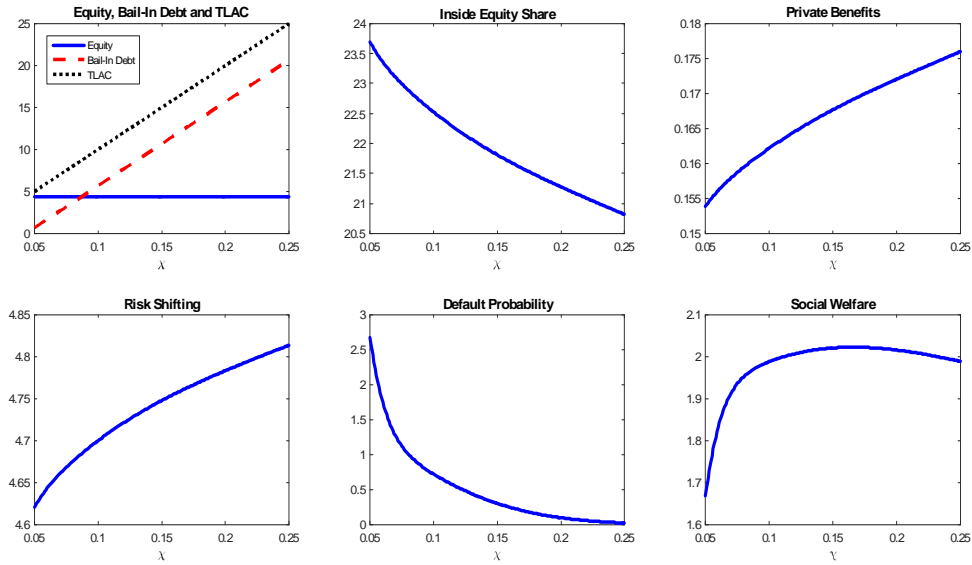 Equity, Bail-In Debt and TLAC
25
20
15
10
5
0
Equity
Bail-In Debt
TLAC
0.05 0.1 0.15 0.2 0.25
χ
Inside Equity Share
24
23.5
23
22.5
22
21.5
21
20.5
0.05 0.1 0.15 0.2 0.25
χ
Private Benefits
0.18
0.175
0.17
0.165
0.16
0.155
0.15
0.05 0.1 0.15 0.2 0.25
χ
Risk Shifting
4.85
4.8
4.75
4.7
4.65
4.6
0.05 0.1 0.15 0.2 0.25
χ
Default Probability
3
2.5
2
1.5
1
0.5
0
0.05 0.1 0.15 0.2 0.25
χ
Social Welfare
2.1
2
1.9
1.8
1.7
1.6
0.05 0.1 0.15 0.2 0.25
χ